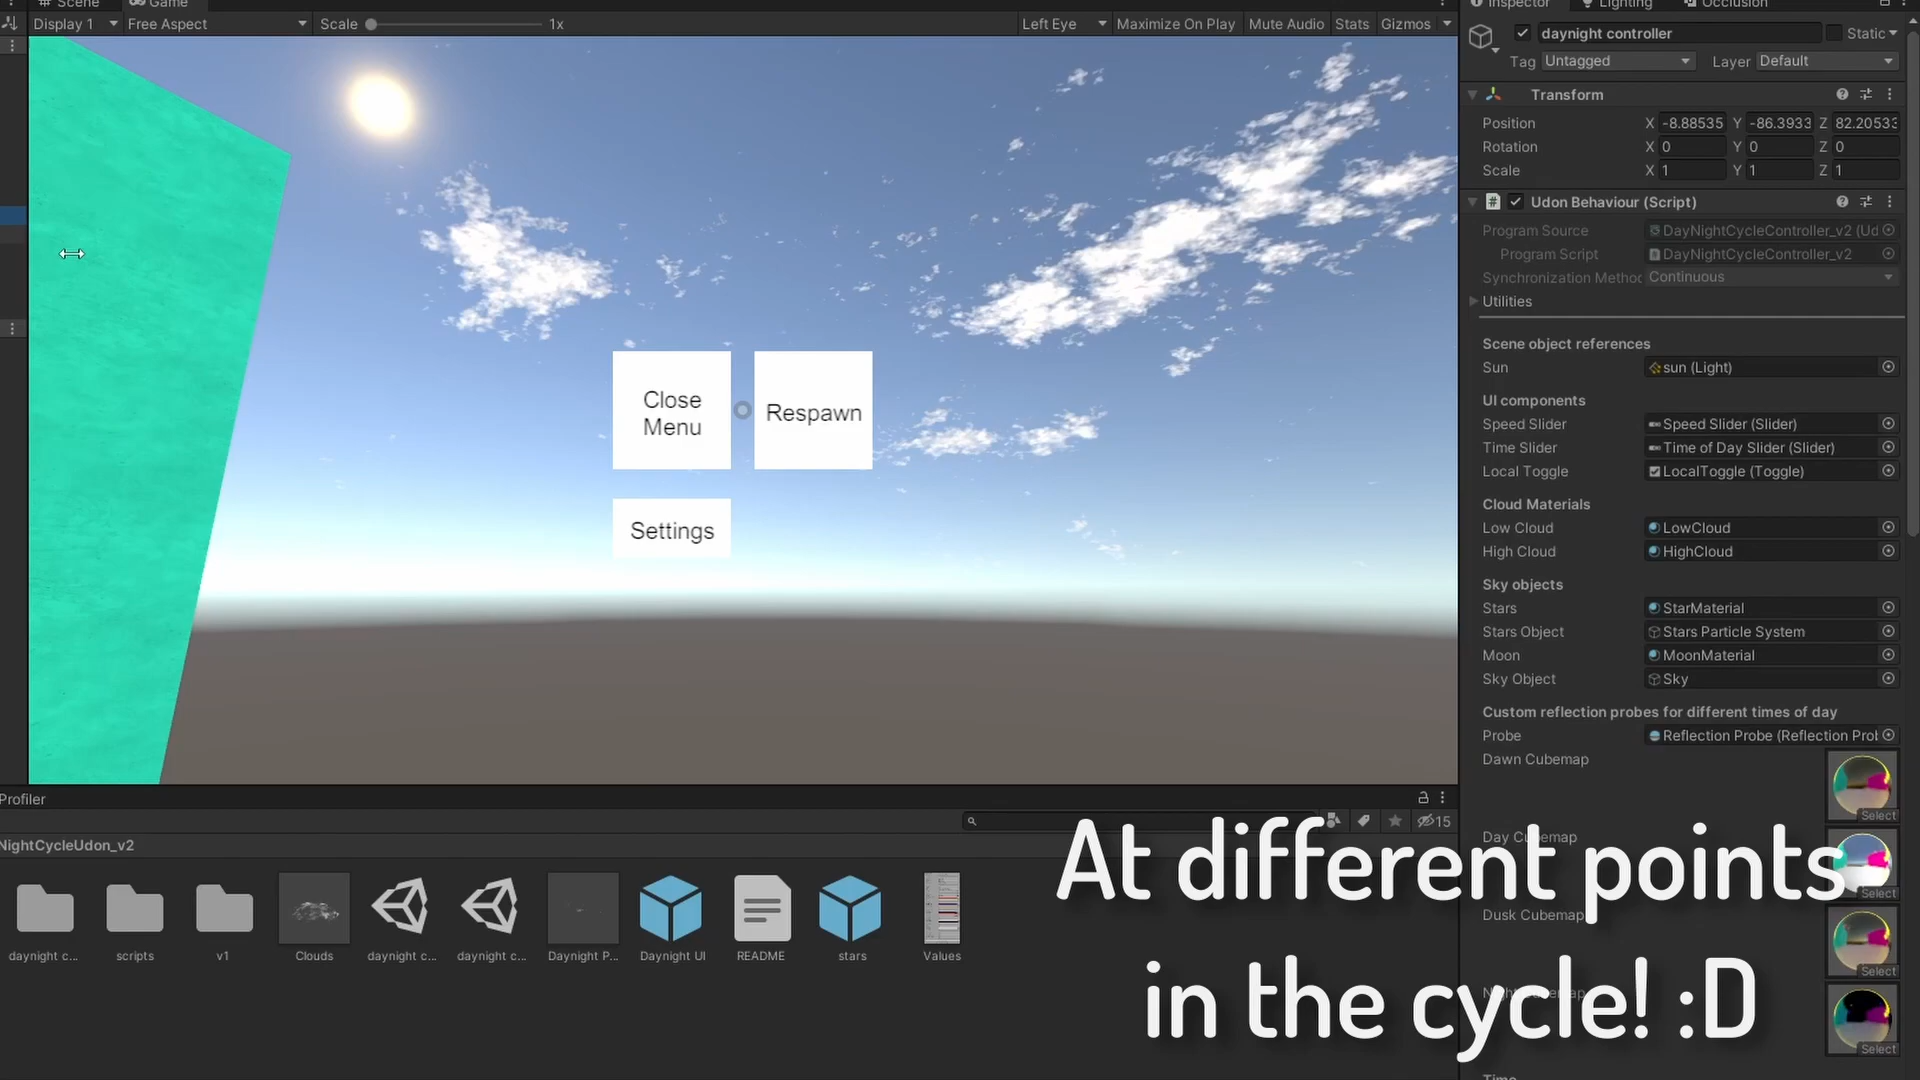 Scene
Game
Inspector
Lighting
Occlusion
Display 1
Free Aspect
Scale
1x
Left Eye
Maximize On Play
Mute Audio
Stats
Gizmos
daynight controller
Static
Tag
Untagged
Layer
Default
Transform
Position
X -8.88535 Y -86.3933 Z 82.20533
Rotation
X 0 Y 0 Z 0
Scale
X 1 Y 1 Z 1
# Udon Behaviour (Script)
Program Source
DayNightCycleController_v2 (Ud
Program Script
DayNightCycleController_v2
Synchronization Method
Continuous
Utilities
Scene object references
Sun
sun (Light)
UI components
Speed Slider
Speed Slider (Slider)
Time Slider
Time of Day Slider (Slider)
Local Toggle
LocalToggle (Toggle)
Cloud Materials
Low Cloud
LowCloud
High Cloud
HighCloud
Sky objects
Stars
StarMaterial
Stars Object
Stars Particle System
Moon
MoonMaterial
Sky Object
Sky
Custom reflection probes for different times of day
Probe
Reflection Probe (Reflection Prob
Dawn Cubemap
Select
Day Cubemap
Select
Dusk Cubemap
Select
Night Cubemap
Select
Time
Close
Menu
Respawn
Settings
Profiler
15
NightCycleUdon_v2
daynight c...
scripts
v1
Clouds
daynight c...
daynight c...
Daynight P...
Daynight UI
README
stars
Values
At different points
in the cycle! :D